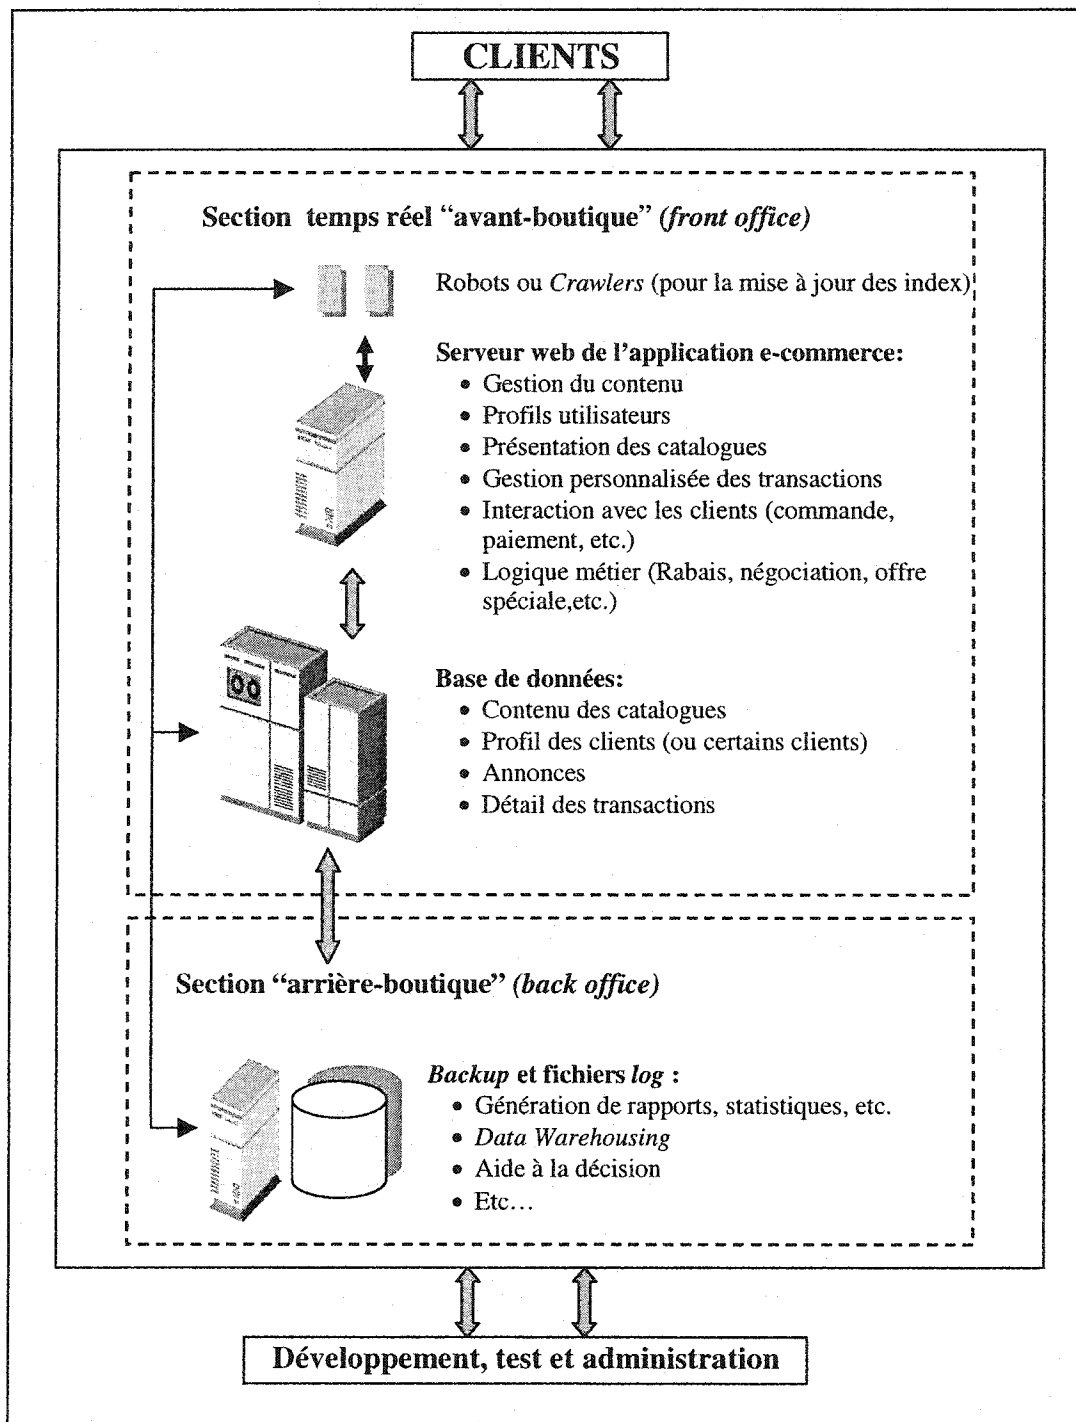 CLIENTS
Section temps réel “avant-boutique” (front office)
Robots ou Crawlers (pour la mise à jour des index)
Serveur web de l’application e-commerce:
• Gestion du contenu
• Profils utilisateurs
• Présentation des catalogues
• Gestion personnalisée des transactions
• Interaction avec les clients (commande,
paiement, etc.)
• Logique métier (Rabais, négociation, offre
spéciale,etc.)
Base de données:
• Contenu des catalogues
• Profil des clients (ou certains clients)
• Annonces
• Détail des transactions
Section “arrière-boutique” (back office)
Backup et fichiers log :
• Génération de rapports, statistiques, etc.
• Data Warehousing
• Aide à la décision
• Etc…
Développement, test et administration